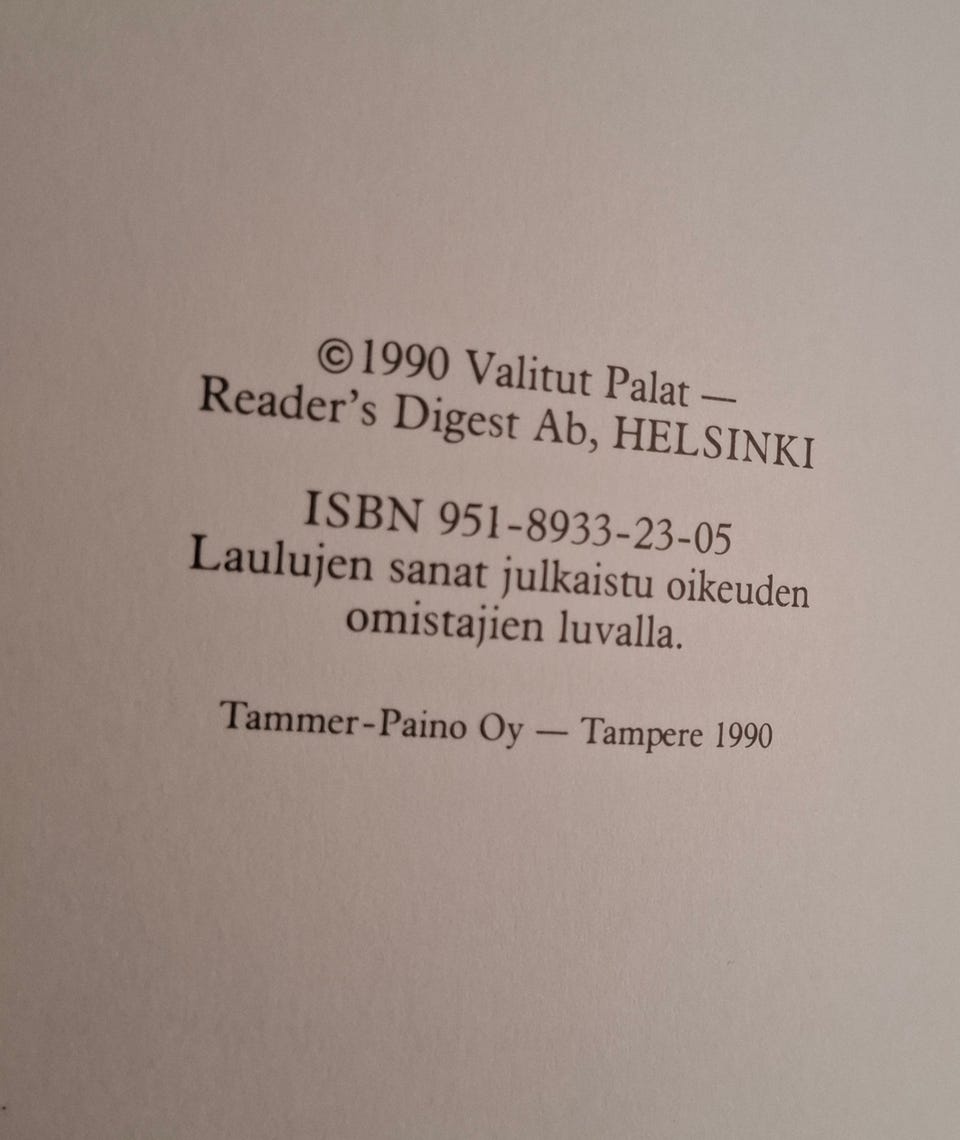 ©1990 Valitut Palat —
Reader's Digest Ab, HELSINKI
ISBN 951-8933-23-05
Laulujen sanat julkaistu oikeuden
omistajien luvalla.
Tammer-Paino Oy — Tampere 1990